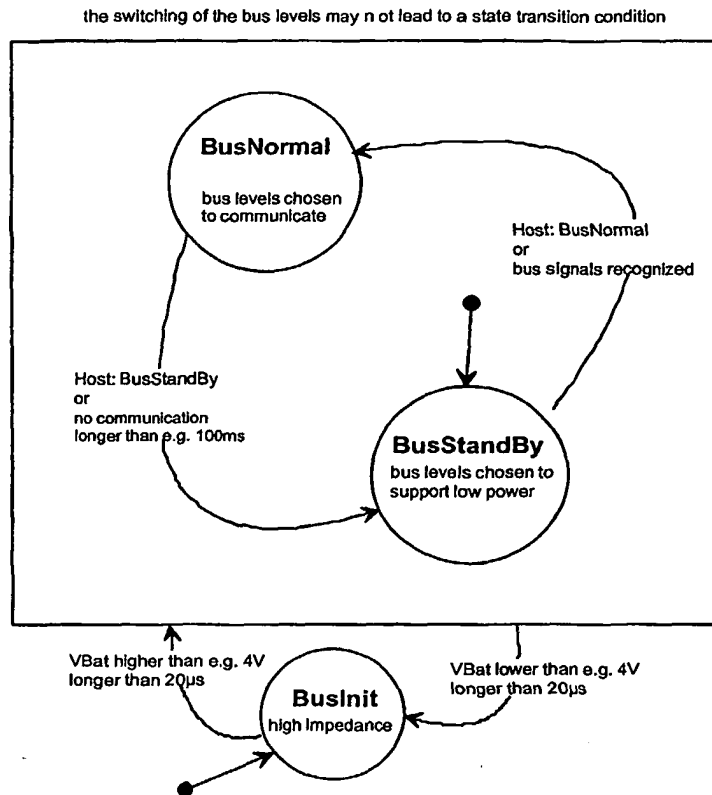 the switching of the bus levels may n ot lead to a state transition condition
BusNormal
bus levels chosen
to communicate
Host: BusNormal
or
bus signals recognized
Host: BusStandBy
or
no communication
longer than e.g. 100ms
BusStandBy
bus levels chosen to
support low power
VBat higher than e.g. 4V
longer than 20µs
VBat lower than e.g. 4V
longer than 20µs
BusInit
high Impedance